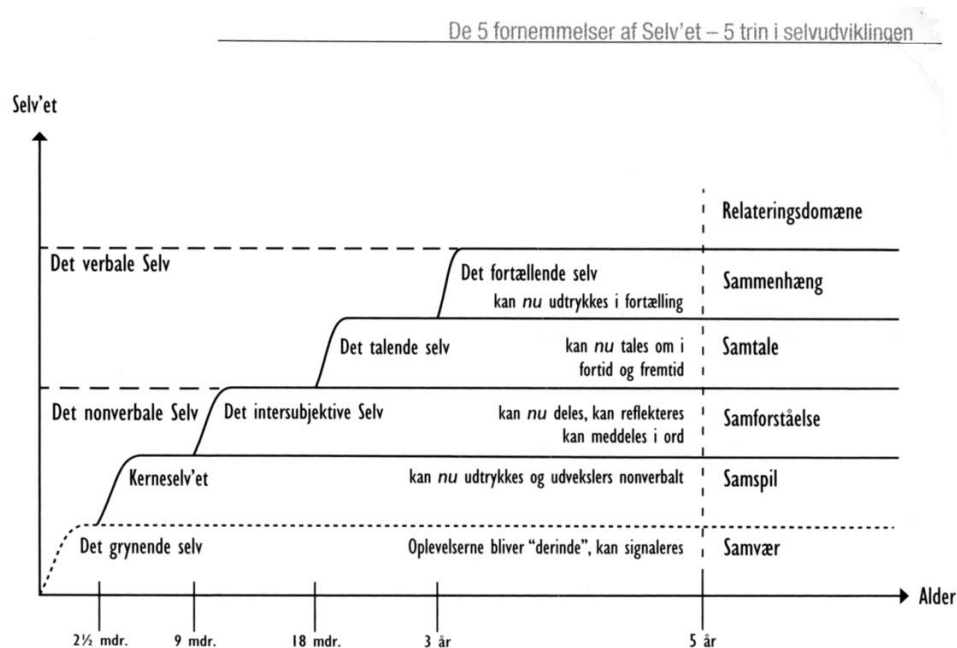 De 5 fornemmelser af Selv'et – 5 trin i selvudviklingen
Selv'et
Relateringsdomæne
Det verbale Selv
Det fortællende selv
kan nu udtrykkes i fortælling
Sammenhæng
Det talende selv
kan nu tales om i
fortid og fremtid
Samtale
Det nonverbale Selv
Det intersubjektive Selv
kan nu deles, kan reflekteres
kan meddeles i ord
Samforståelse
Kerneselv'et
kan nu udtrykkes og udvekslers nonverbalt
Samspil
Det grynende selv
Oplevelserne bliver "derinde", kan signaleres
Samvær
Alder
2½ mdr.
9 mdr.
18 mdr.
3 år
5 år